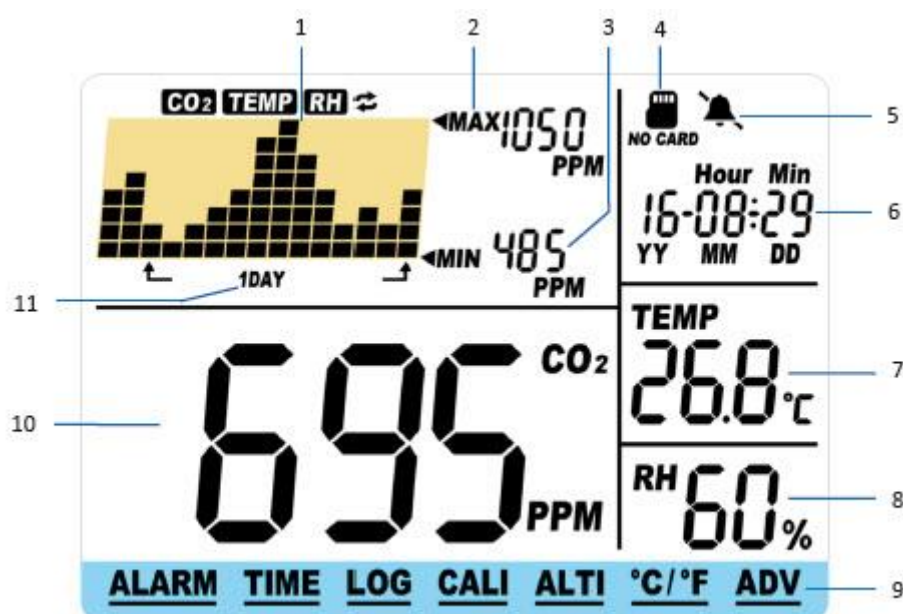 1 2 3 4
CO2 TEMP RH
MAX 1050 PPM
NO CARD
5
Hour Min
16-08:29
6
YY MM DD
MIN 485 PPM
1DAY
11
TEMP
26.8 °C
7
CO2
695
PPM
10
RH 60 %
8
ALARM TIME LOG CALI ALTI °C/°F ADV
9